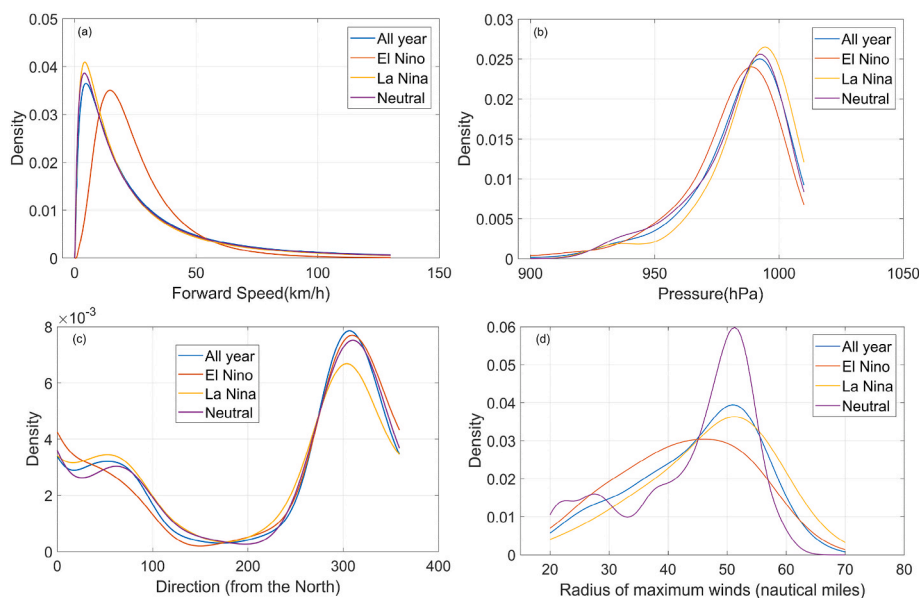 (a)
0.05
0.04
0.03
0.02
0.01
0
Density
0 50 100 150
Forward Speed(km/h)
All year
El Nino
La Nina
Neutral
(b)
0.03
0.025
0.02
0.015
0.01
0.005
0
Density
900 950 1000 1050
Pressure(hPa)
All year
El Nino
La Nina
Neutral
(c)
×10⁻³
8
6
4
2
0
Density
0 100 200 300 400
Direction (from the North)
All year
El Nino
La Nina
Neutral
(d)
0.06
0.05
0.04
0.03
0.02
0.01
0
Density
20 30 40 50 60 70 80
Radius of maximum winds (nautical miles)
All year
El Nino
La Nina
Neutral